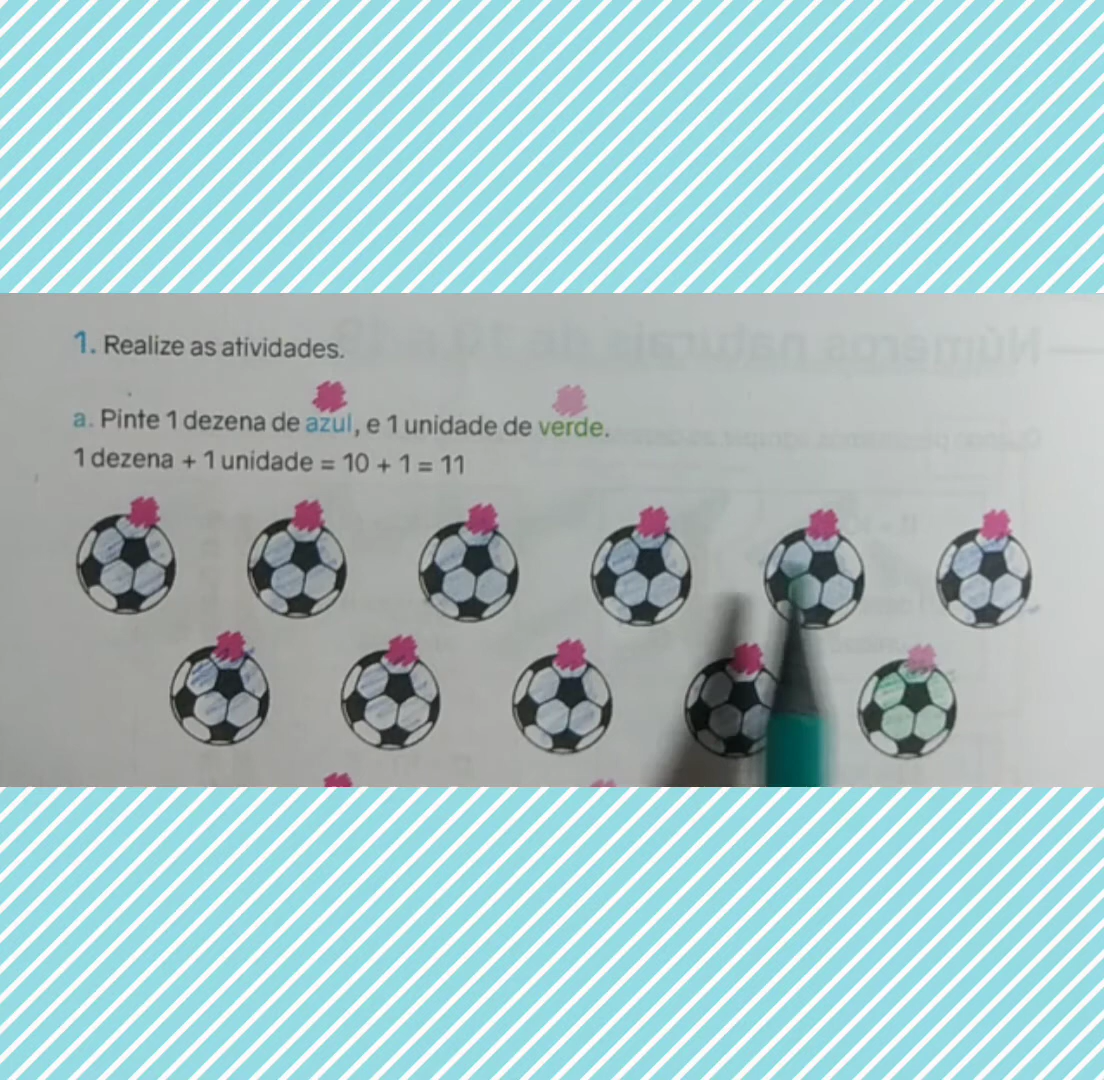 1. Realize as atividades.
a. Pinte 1 dezena de azul, e 1 unidade de verde.
1 dezena + 1 unidade = 10 + 1 = 11